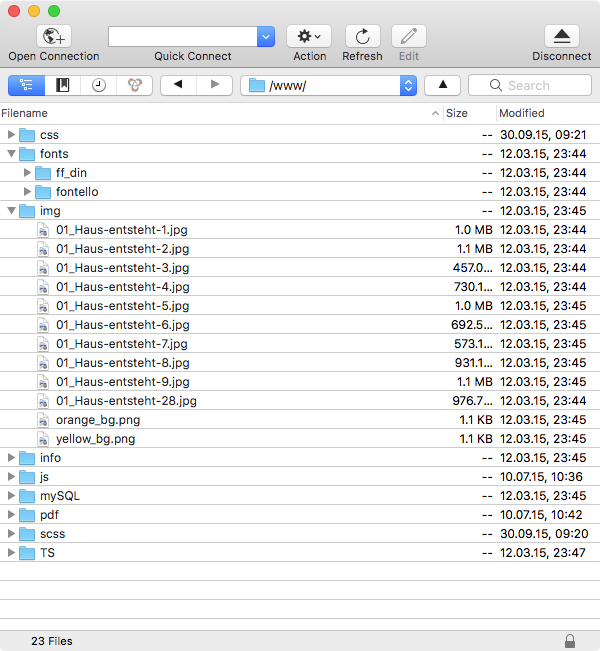 Open Connection Quick Connect Action Refresh Edit Disconnect
/www/ Search
Filename Size Modified
css -- 30.09.15, 09:21
fonts -- 12.03.15, 23:44
ff_din -- 12.03.15, 23:44
fontello -- 12.03.15, 23:44
img -- 12.03.15, 23:45
01_Haus-entsteht-1.jpg 1.0 MB 12.03.15, 23:44
01_Haus-entsteht-2.jpg 1.1 MB 12.03.15, 23:44
01_Haus-entsteht-3.jpg 457.0... 12.03.15, 23:44
01_Haus-entsteht-4.jpg 730.1... 12.03.15, 23:44
01_Haus-entsteht-5.jpg 1.0 MB 12.03.15, 23:45
01_Haus-entsteht-6.jpg 692.5... 12.03.15, 23:45
01_Haus-entsteht-7.jpg 573.1... 12.03.15, 23:45
01_Haus-entsteht-8.jpg 931.1... 12.03.15, 23:45
01_Haus-entsteht-9.jpg 1.1 MB 12.03.15, 23:45
01_Haus-entsteht-28.jpg 976.7... 12.03.15, 23:44
orange_bg.png 1.1 KB 12.03.15, 23:45
yellow_bg.png 1.1 KB 12.03.15, 23:45
info -- 12.03.15, 23:45
js -- 10.07.15, 10:36
mySQL -- 12.03.15, 23:45
pdf -- 10.07.15, 10:42
scss -- 30.09.15, 09:20
TS -- 12.03.15, 23:47
23 Files